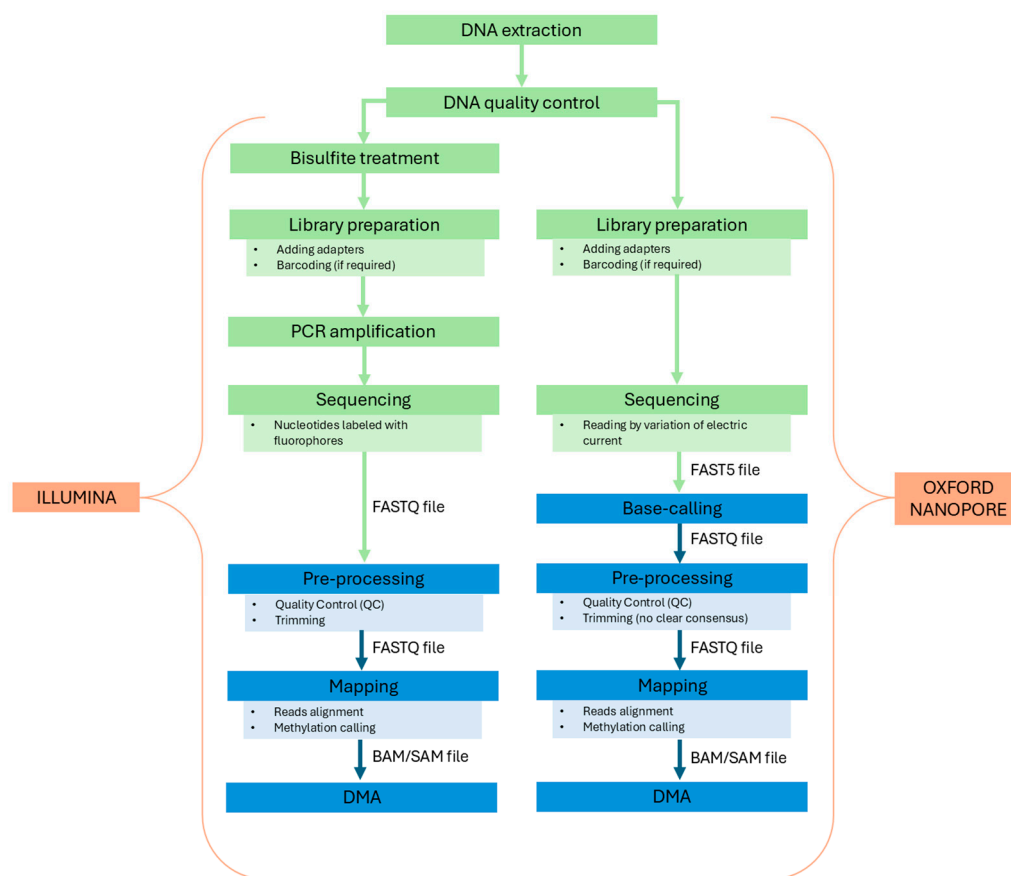 DNA extraction
DNA quality control
Bisulfite treatment
Library preparation
• Adding adapters
• Barcoding (if required)
PCR amplification
Sequencing
• Nucleotides labeled with
fluorophores
FASTQ file
Pre-processing
• Quality Control (QC)
• Trimming
FASTQ file
Mapping
• Reads alignment
• Methylation calling
BAM/SAM file
DMA
ILLUMINA
Library preparation
• Adding adapters
• Barcoding (if required)
Sequencing
• Reading by variation of electric
current
FAST5 file
Base-calling
FASTQ file
Pre-processing
• Quality Control (QC)
• Trimming (no clear consensus)
FASTQ file
Mapping
• Reads alignment
• Methylation calling
BAM/SAM file
DMA
OXFORD
NANOPORE